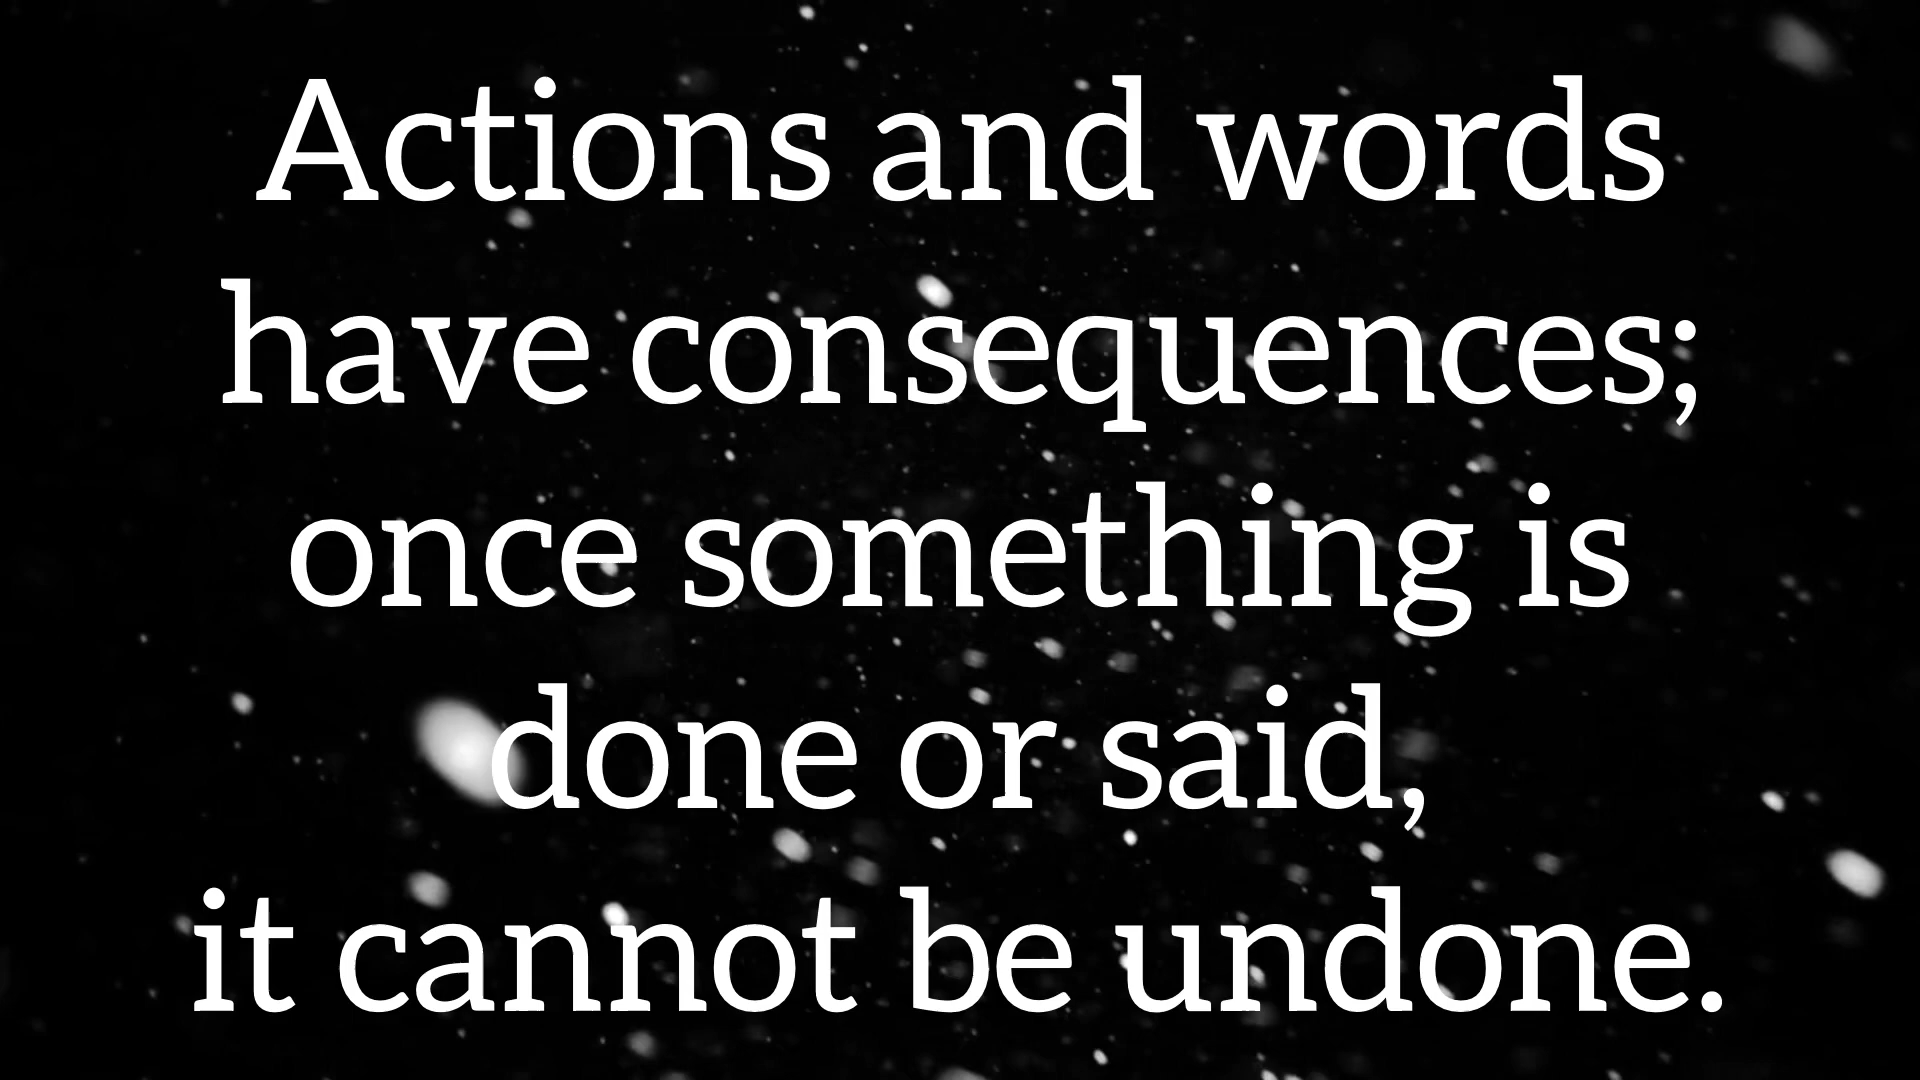 Actions and words
have consequences;
once something is
done or said,
it cannot be undone.